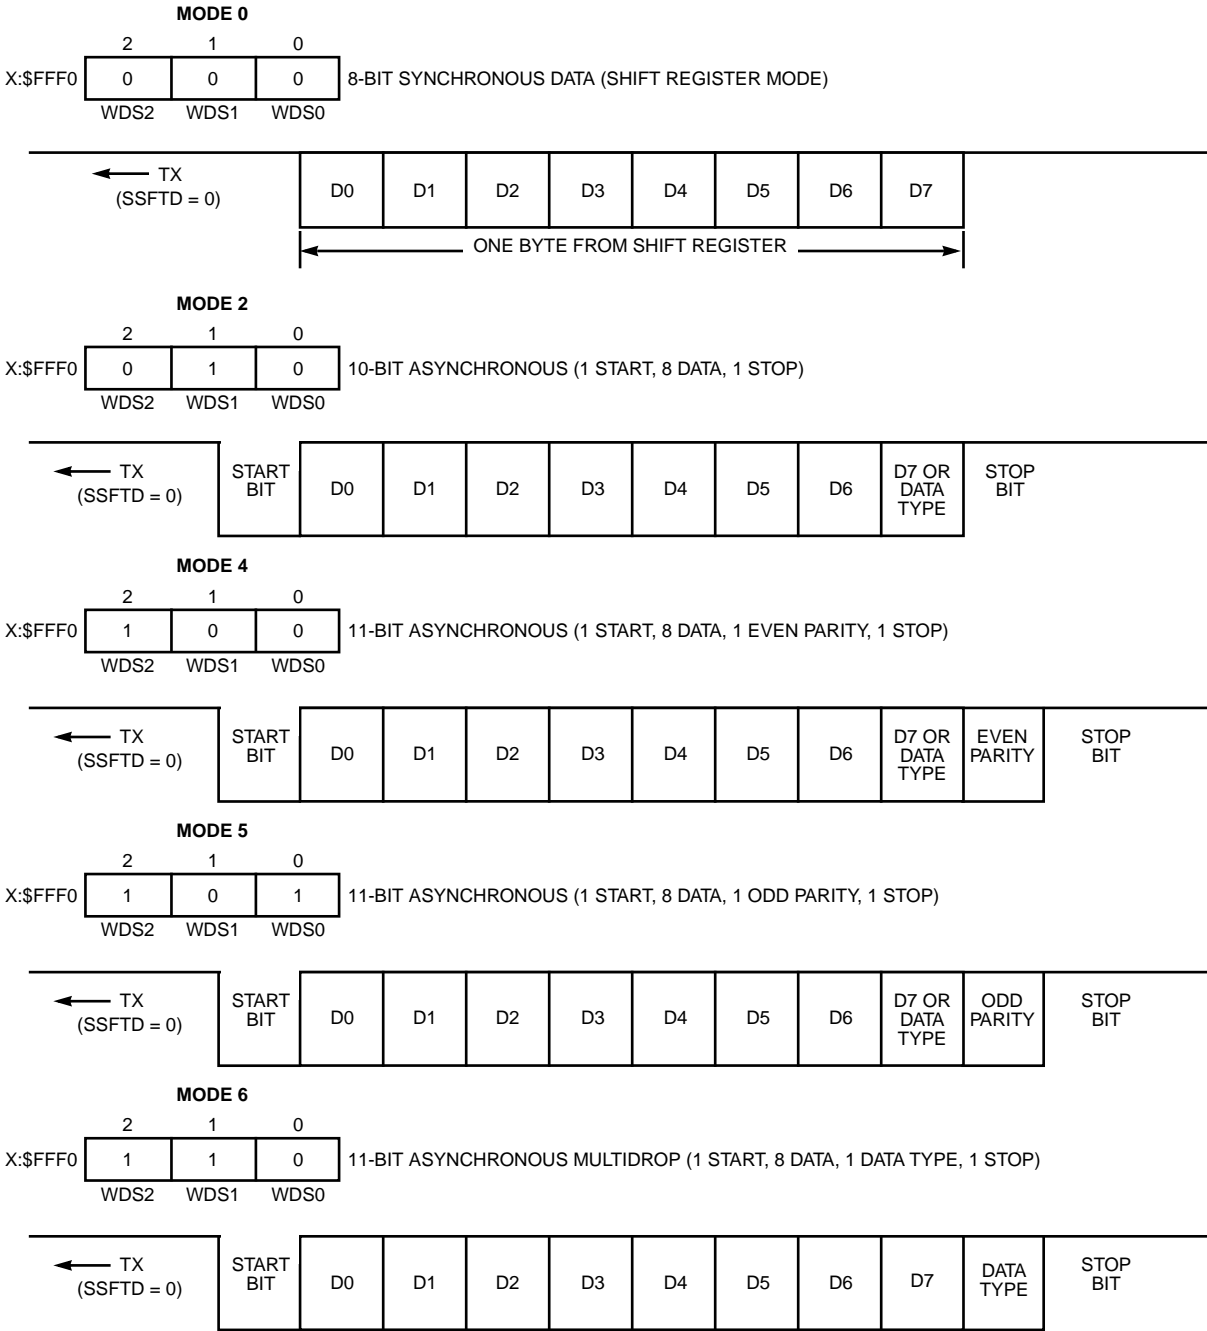 MODE 0
2 1 0
X:$FFF0 0 0 0 8-BIT SYNCHRONOUS DATA (SHIFT REGISTER MODE)
WDS2 WDS1 WDS0
TX
(SSFTD = 0)
D0 D1 D2 D3 D4 D5 D6 D7
ONE BYTE FROM SHIFT REGISTER
MODE 2
2 1 0
X:$FFF0 0 1 0 10-BIT ASYNCHRONOUS (1 START, 8 DATA, 1 STOP)
WDS2 WDS1 WDS0
TX
(SSFTD = 0)
START
BIT
D0 D1 D2 D3 D4 D5 D6
D7 OR
DATA
TYPE
STOP
BIT
MODE 4
2 1 0
X:$FFF0 1 0 0 11-BIT ASYNCHRONOUS (1 START, 8 DATA, 1 EVEN PARITY, 1 STOP)
WDS2 WDS1 WDS0
TX
(SSFTD = 0)
START
BIT
D0 D1 D2 D3 D4 D5 D6
D7 OR
DATA
TYPE
EVEN
PARITY
STOP
BIT
MODE 5
2 1 0
X:$FFF0 1 0 1 11-BIT ASYNCHRONOUS (1 START, 8 DATA, 1 ODD PARITY, 1 STOP)
WDS2 WDS1 WDS0
TX
(SSFTD = 0)
START
BIT
D0 D1 D2 D3 D4 D5 D6
D7 OR
DATA
TYPE
ODD
PARITY
STOP
BIT
MODE 6
2 1 0
X:$FFF0 1 1 0 11-BIT ASYNCHRONOUS MULTIDROP (1 START, 8 DATA, 1 DATA TYPE, 1 STOP)
WDS2 WDS1 WDS0
TX
(SSFTD = 0)
START
BIT
D0 D1 D2 D3 D4 D5 D6 D7
DATA
TYPE
STOP
BIT